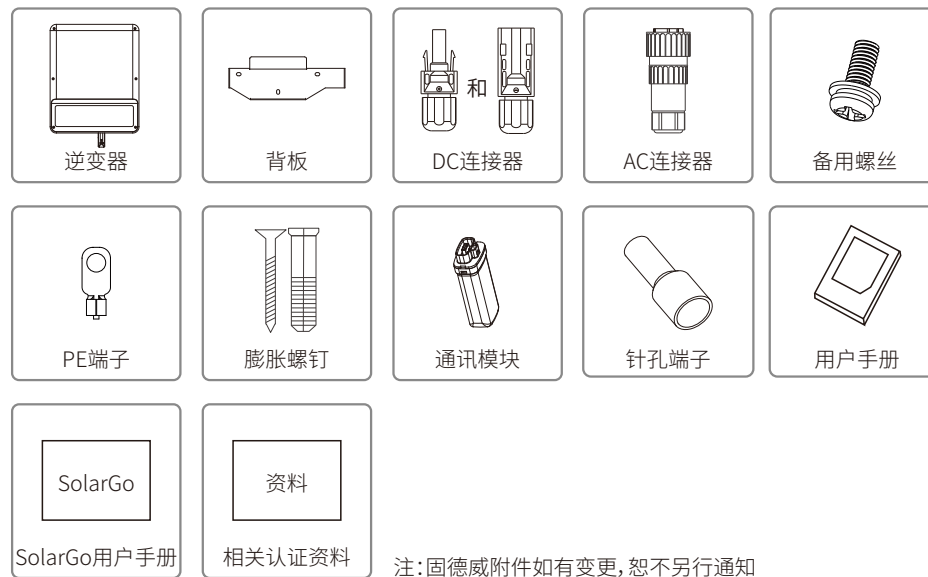 和
逆变器
背板
DC连接器
AC连接器
备用螺丝
PE端子
膨胀螺钉
通讯模块
针孔端子
用户手册
SolarGo
资料
SolarGo用户手册
相关认证资料
注:固德威附件如有变更,恕不另行通知